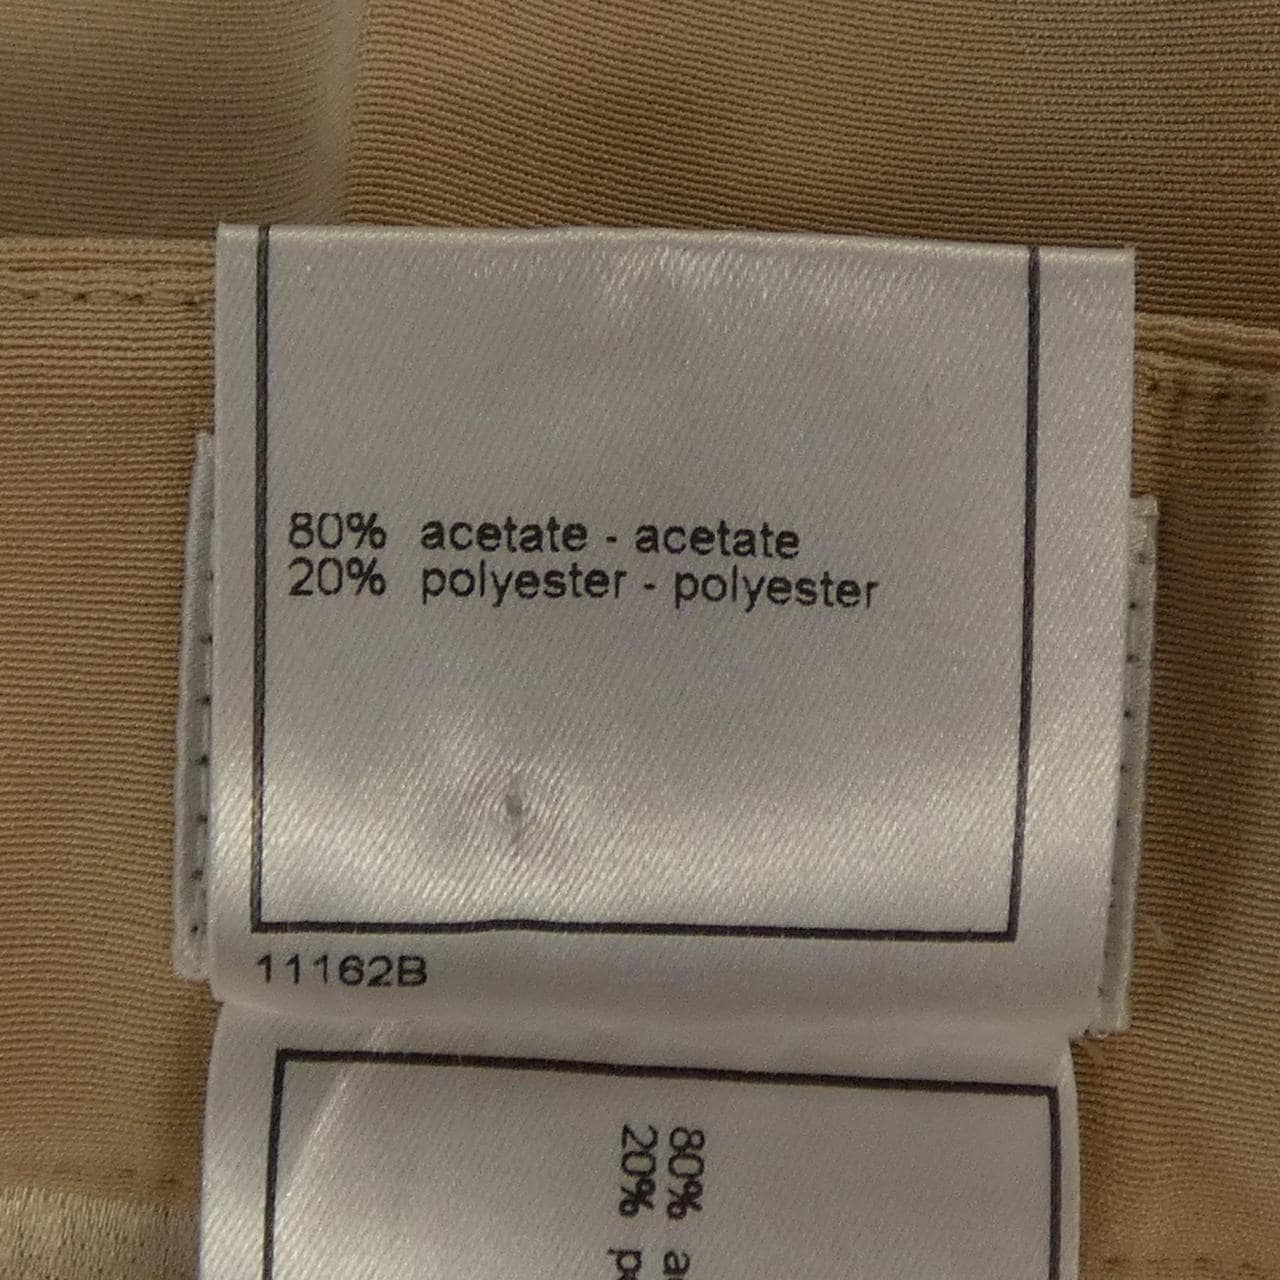 80% acetate - acetate
20% polyester - polyester
11162B
80%
20%